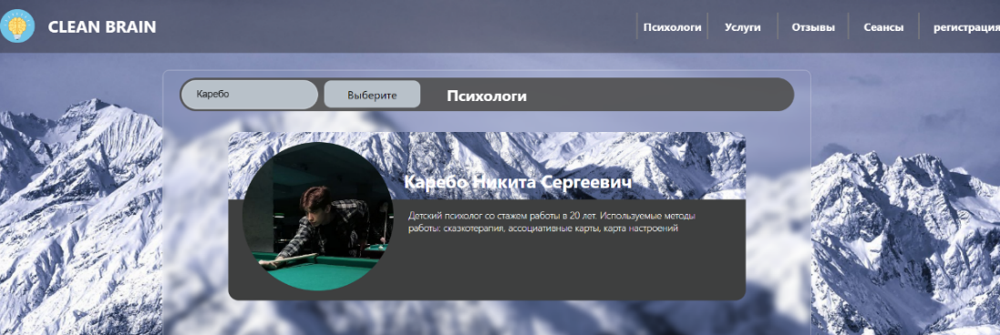 CLEAN BRAIN
Психологи
Услуги
Отзывы
Сеансы
регистрация
Каребо
Выберите
Психологи
Каребо Никита Сергеевич
Детский психолог со стажем работы в 20 лет. Используемые методы
работы: сказкотерапия, ассоциативные карты, карта настроений